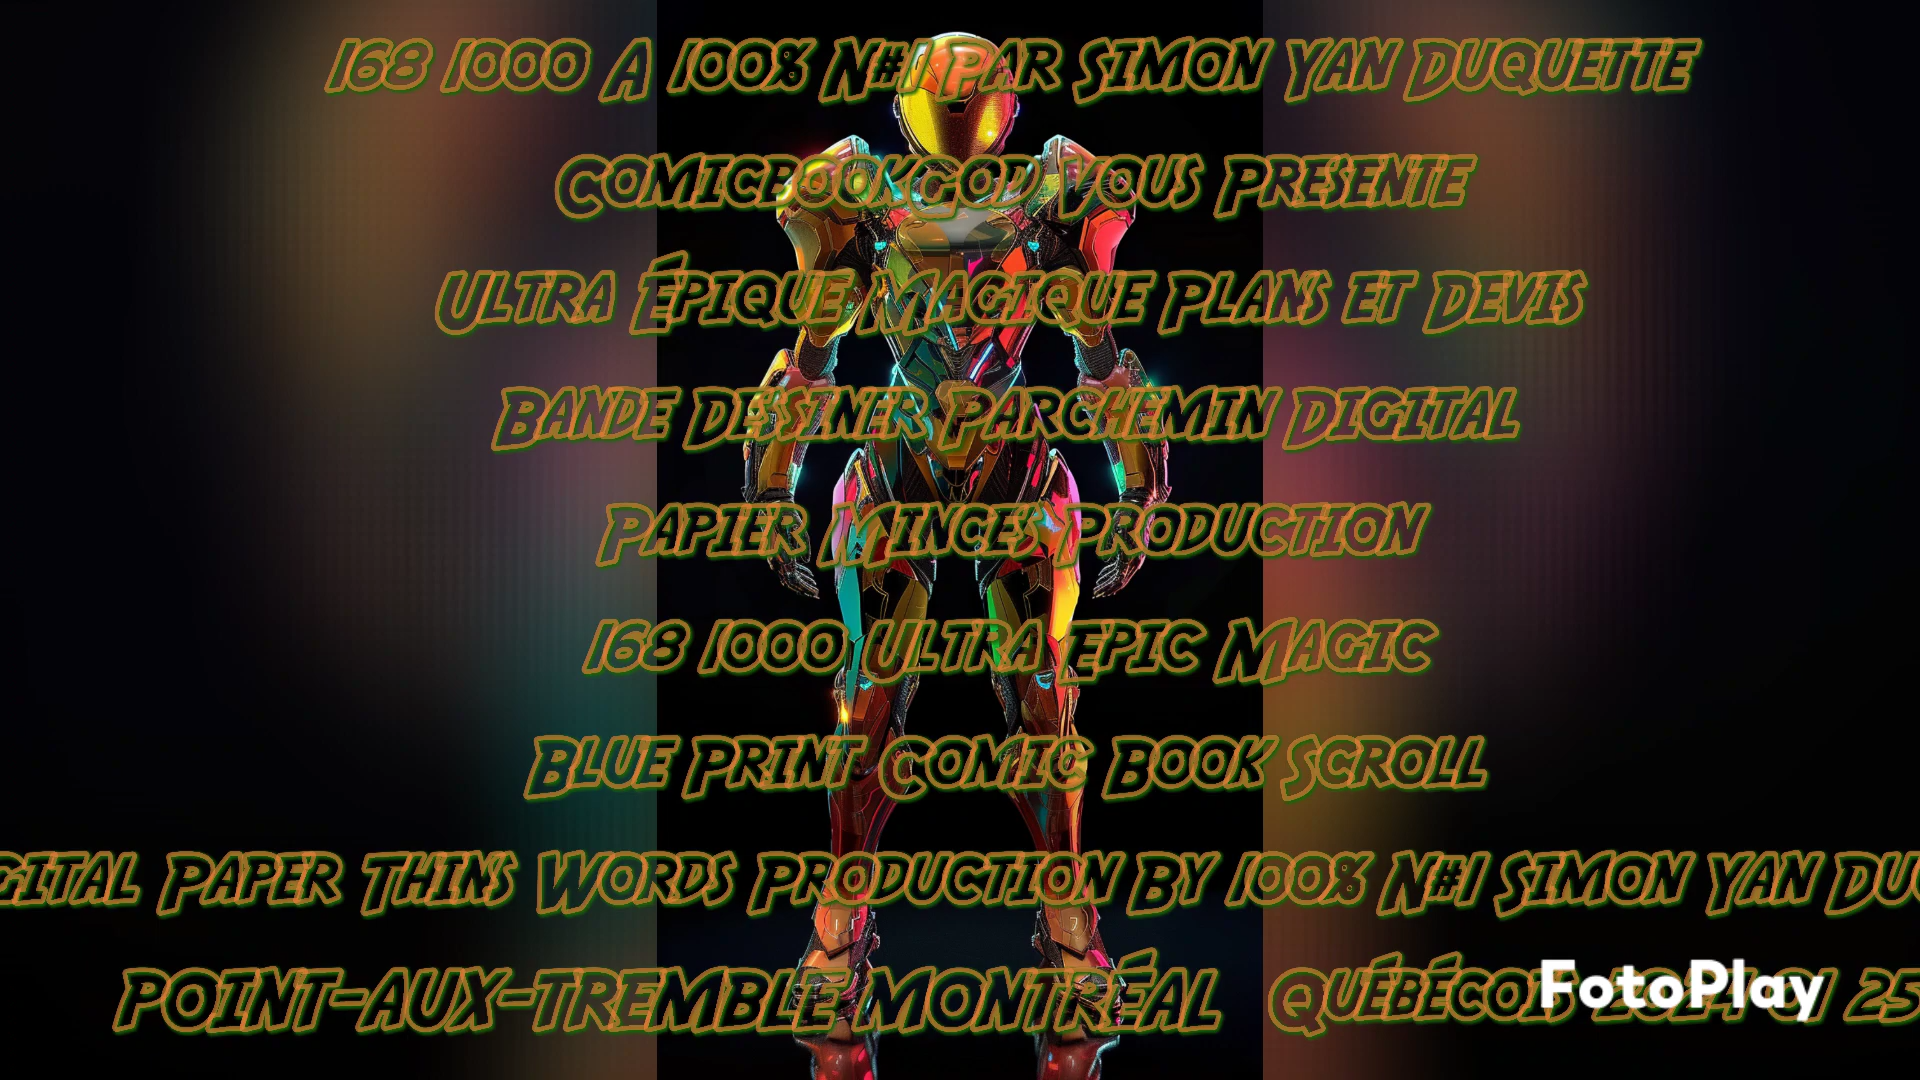 168 1000 A 100% N#1 Par Simon Yan Duquette
ComicbookGod Vous Presente
Ultra Épique Magique Plans et Devis
Bande Dessiner Parchemin Digital
Papier Minces Production
168 1000 Ultra Epic Magic
Blue Print Comic Book Scroll
gital Paper Thins Words Production By 100% N#1 Simon Yan Du
Point-aux-Tremble Montréal Québécois
FotoPlay